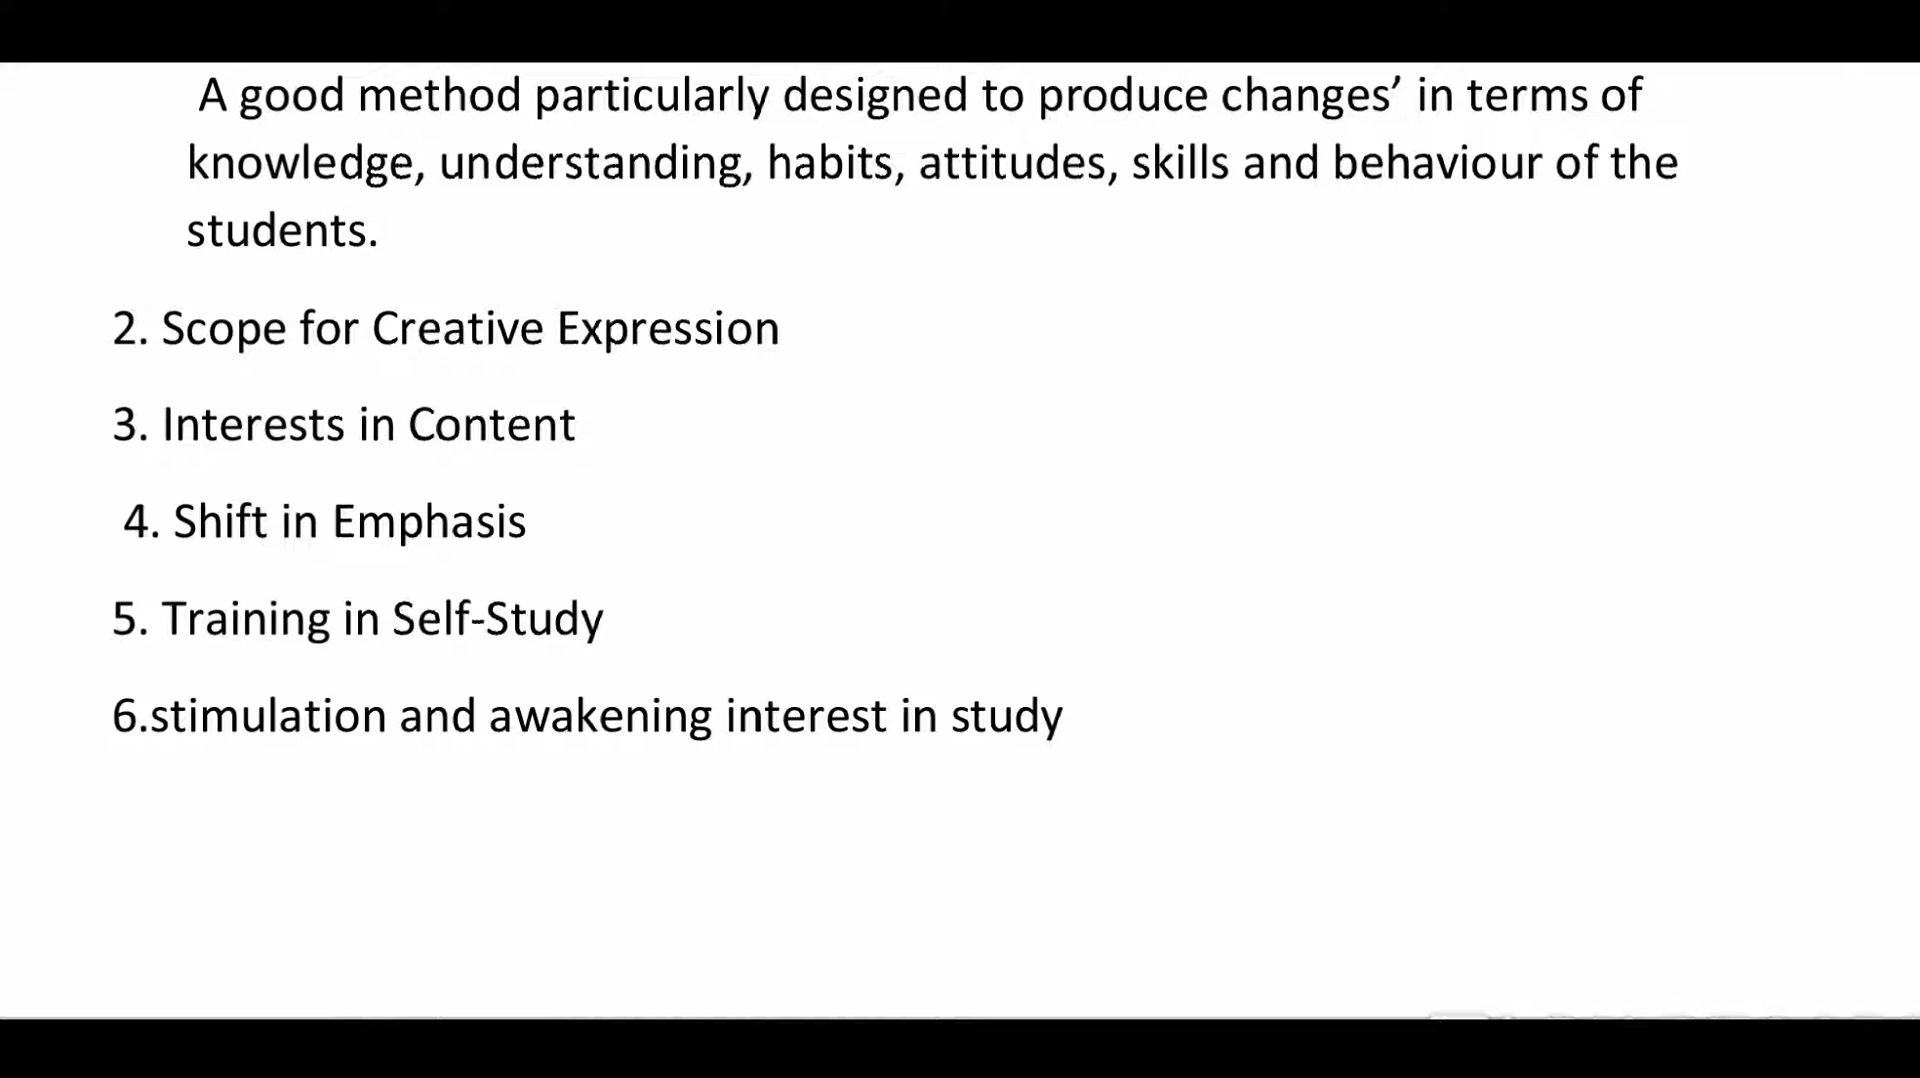 A good method particularly designed to produce changes’ in terms of
knowledge, understanding, habits, attitudes, skills and behaviour of the
students.
2. Scope for Creative Expression
3. Interests in Content
4. Shift in Emphasis
5. Training in Self-Study
6.stimulation and awakening interest in study